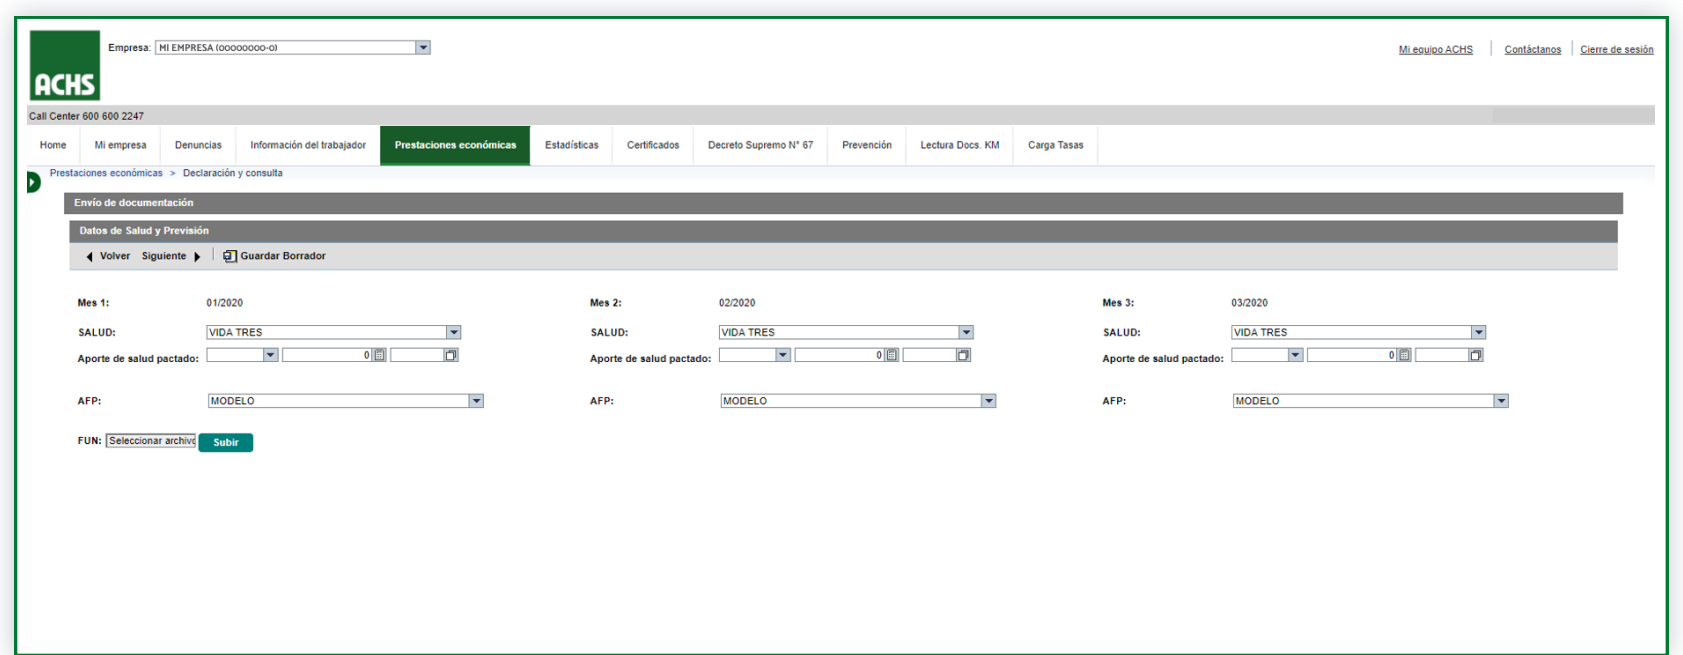 ACHS
Empresa: MI EMPRESA (00000000-0)
Mi equipo ACHS Contáctanos Cierre de sesión
Call Center 600 600 2247
Home Mi empresa Denuncias Información del trabajador Prestaciones económicas Estadísticas Certificados Decreto Supremo N° 67 Prevención Lectura Docs. KM Carga Tasas
Prestaciones económicas > Declaración y consulta
Envío de documentación
Datos de Salud y Previsión
Volver Siguiente Guardar Borrador
Mes 1: 01/2020 Mes 2: 02/2020 Mes 3: 03/2020
SALUD: VIDA TRES SALUD: VIDA TRES SALUD: VIDA TRES
Aporte de salud pactado: 0 Aporte de salud pactado: 0 Aporte de salud pactado: 0
AFP: MODELO AFP: MODELO AFP: MODELO
FUN: Seleccionar archivo Subir